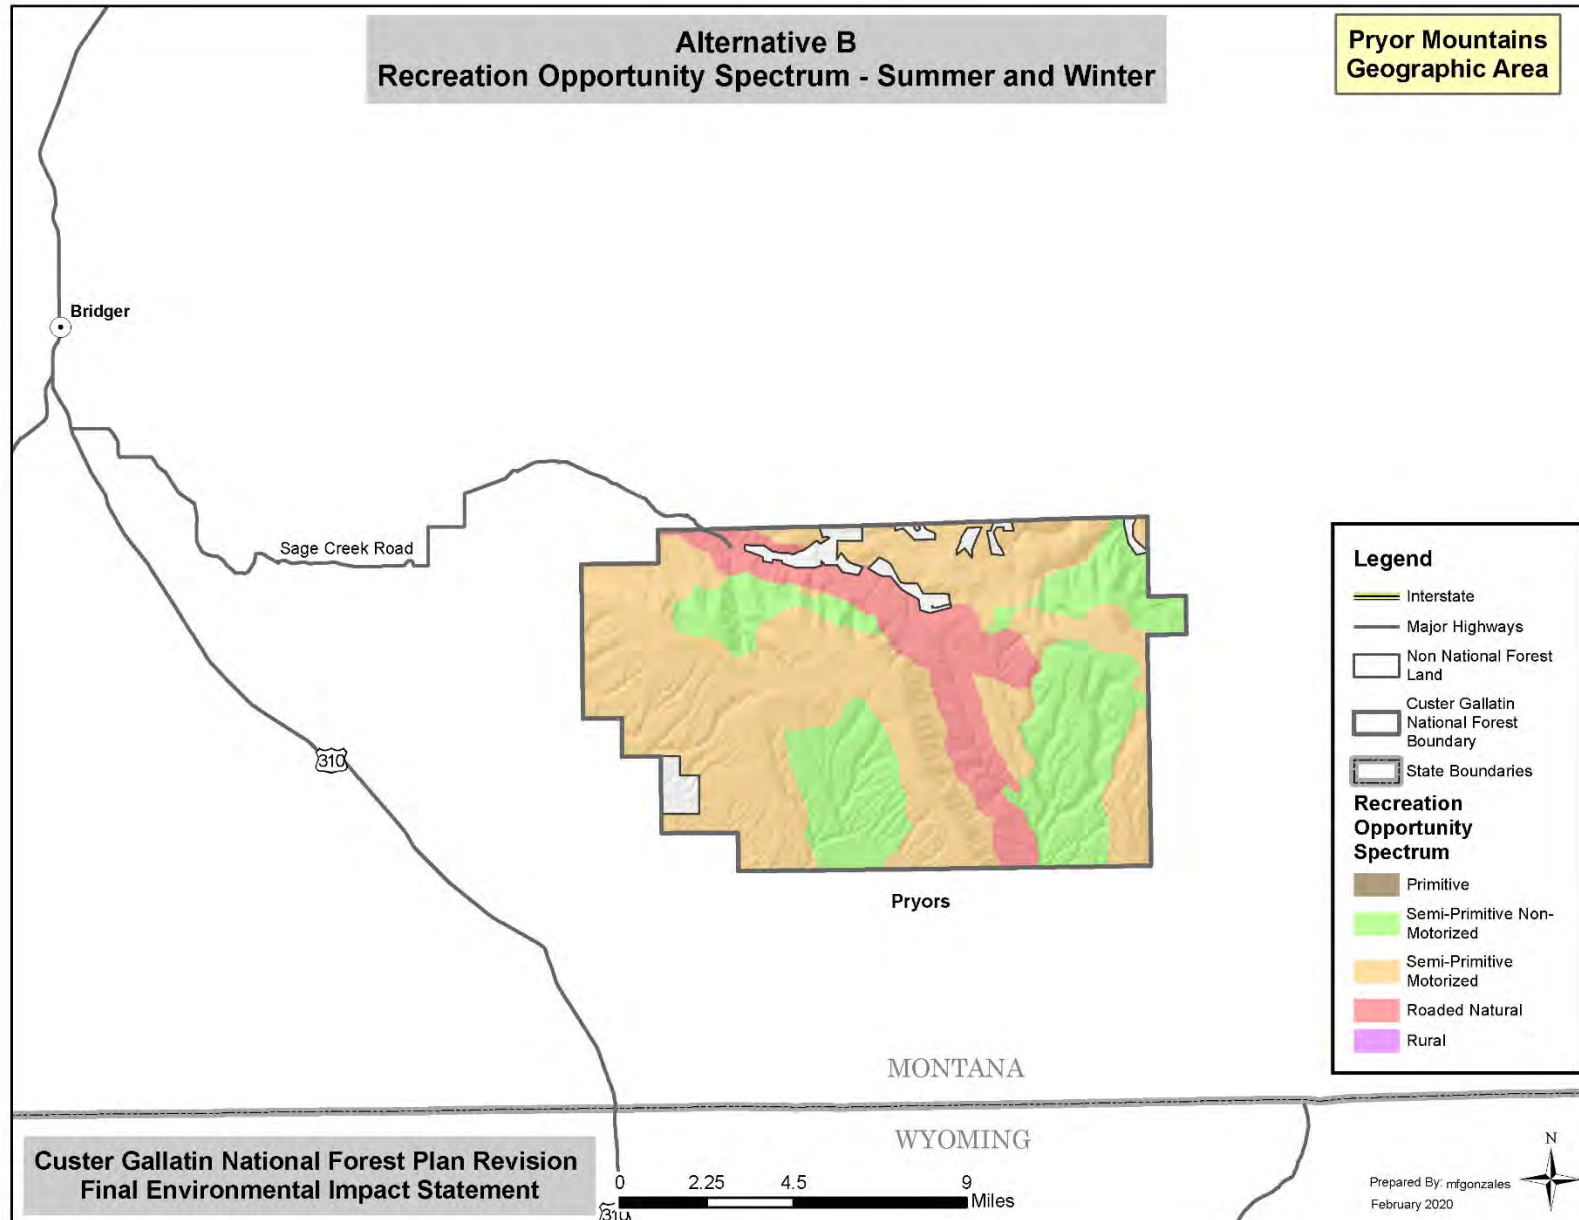 Alternative B
Recreation Opportunity Spectrum - Summer and Winter
Pryor Mountains
Geographic Area
Bridger
Sage Creek Road
310
Pryors
Legend
Interstate
Major Highways
Non National Forest
Land
Custer Gallatin
National Forest
Boundary
State Boundaries
Recreation
Opportunity
Spectrum
Primitive
Semi-Primitive Non-
Motorized
Semi-Primitive
Motorized
Roaded Natural
Rural
MONTANA
WYOMING
Custer Gallatin National Forest Plan Revision
Final Environmental Impact Statement
0 2.25 4.5 9
Miles
310
N
Prepared By: mfgonzales
February 2020